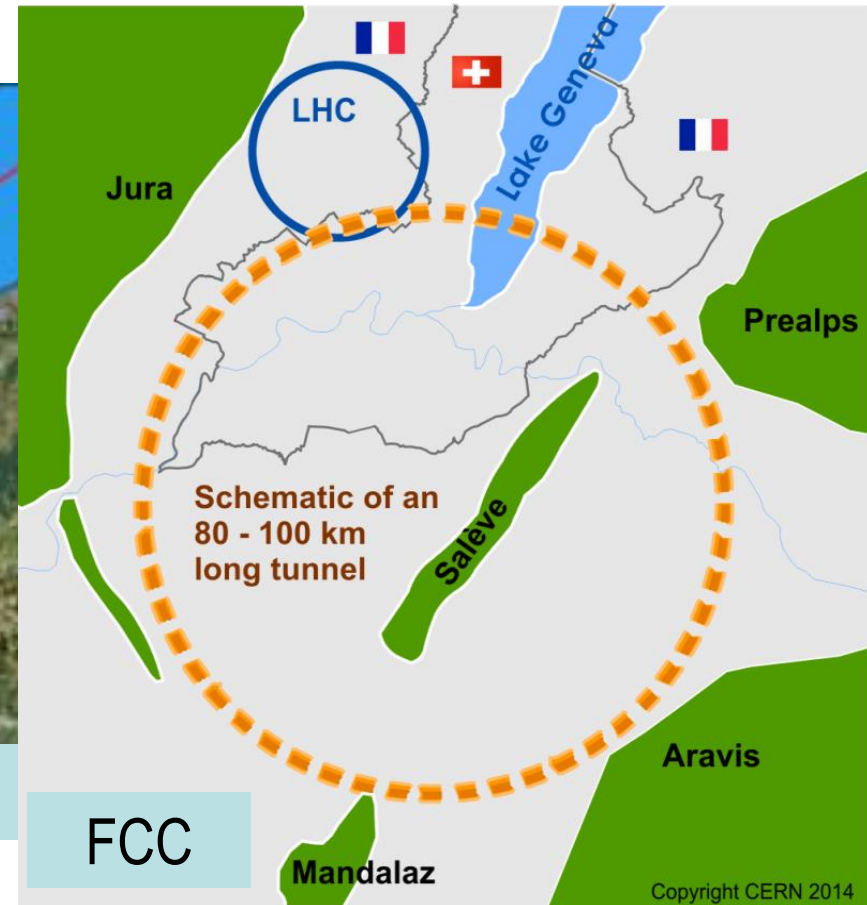 LHC
Lake Geneva
Jura
Prealps
Schematic of an
80 - 100 km
long tunnel
Salève
Aravis
FCC
Mandalaz
Copyright CERN 2014